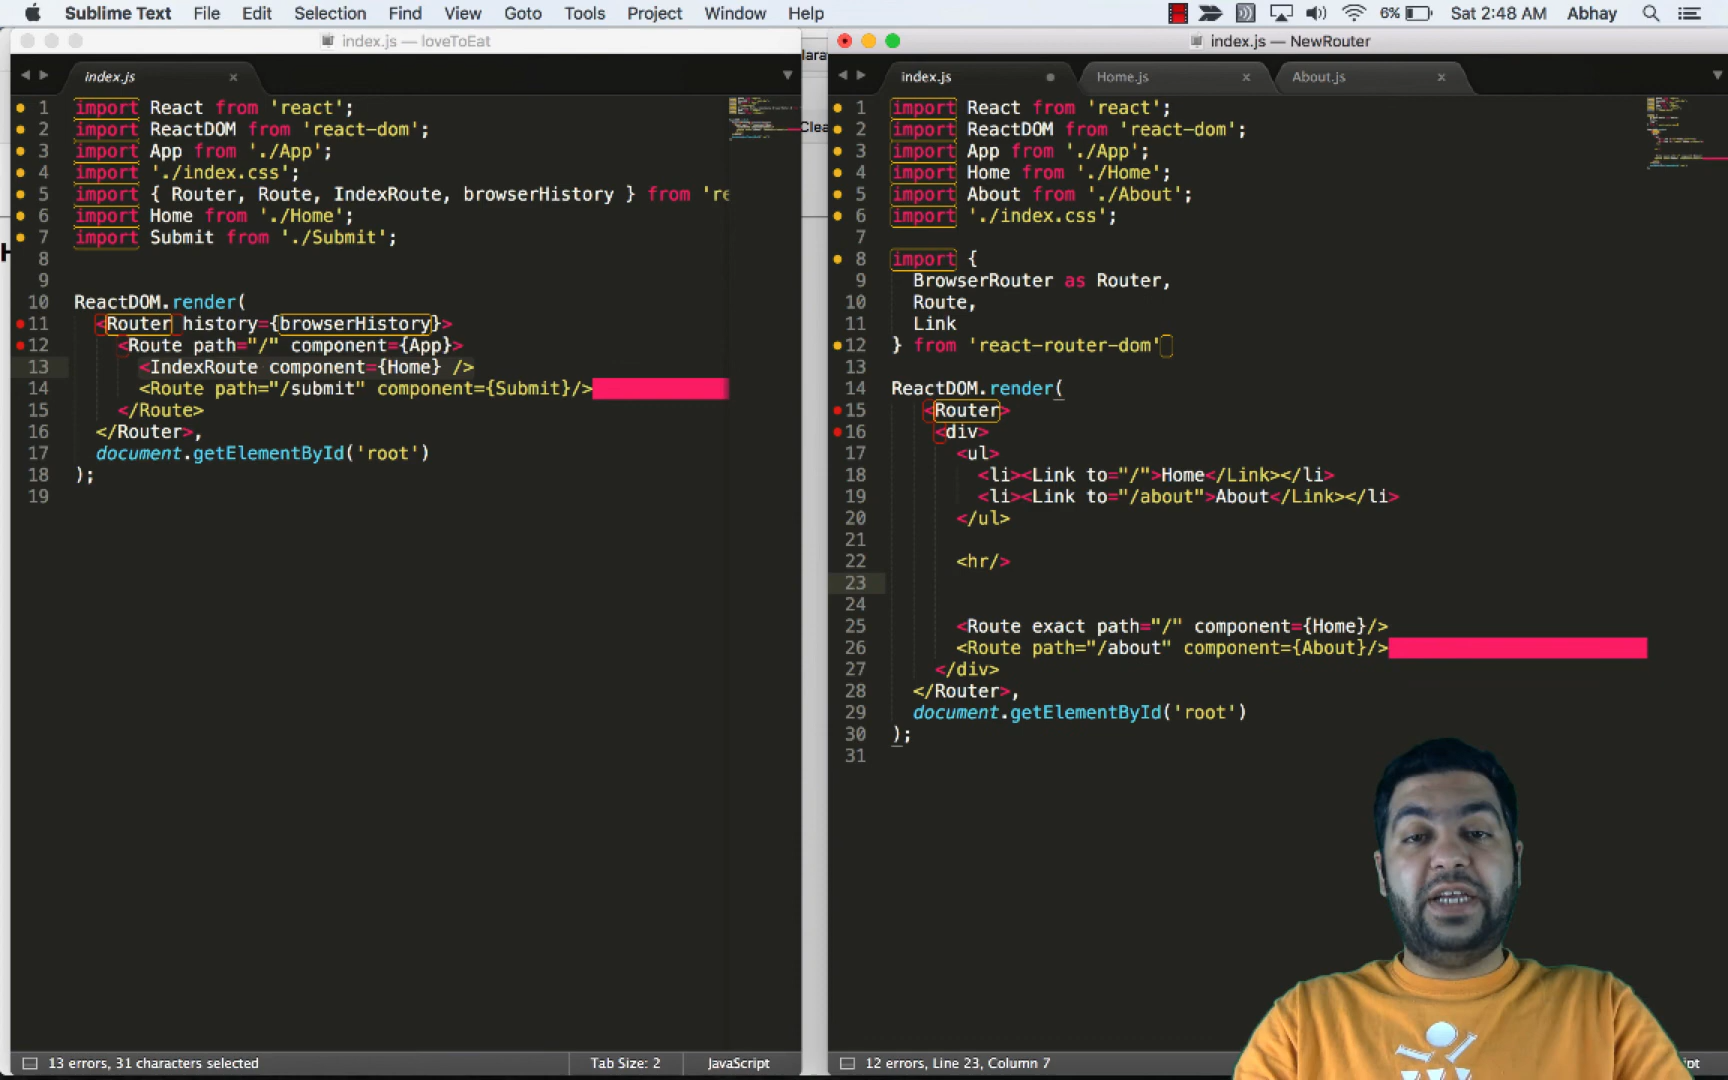 Sublime Text File Edit Selection Find View Goto Tools Project Window Help 6% Sat 2:48 AM Abhay
index.js — loveToEat
index.js
1 import React from 'react';
2 import ReactDOM from 'react-dom';
3 import App from './App';
4 import './index.css';
5 import { Router, Route, IndexRoute, browserHistory } from 're
6 import Home from './Home';
7 import Submit from './Submit';
8
9
10 ReactDOM.render(
11 <Router history={browserHistory}>
12 <Route path="/" component={App}>
13 <IndexRoute component={Home} />
14 <Route path="/submit" component={Submit}/>
15 </Route>
16 </Router>,
17 document.getElementById('root')
18 );
19
13 errors, 31 characters selected Tab Size: 2 JavaScript
index.js — NewRouter
index.js Home.js About.js
1 import React from 'react';
2 import ReactDOM from 'react-dom';
3 import App from './App';
4 import Home from './Home';
5 import About from './About';
6 import './index.css';
7
8 import {
9 BrowserRouter as Router,
10 Route,
11 Link
12 } from 'react-router-dom'
13
14 ReactDOM.render(
15 <Router>
16 <div>
17 <ul>
18 <li><Link to="/">Home</Link></li>
19 <li><Link to="/about">About</Link></li>
20 </ul>
21
22 <hr/>
23
24
25 <Route exact path="/" component={Home}/>
26 <Route path="/about" component={About}/>
27 </div>
28 </Router>,
29 document.getElementById('root')
30 );
31
12 errors, Line 23, Column 7